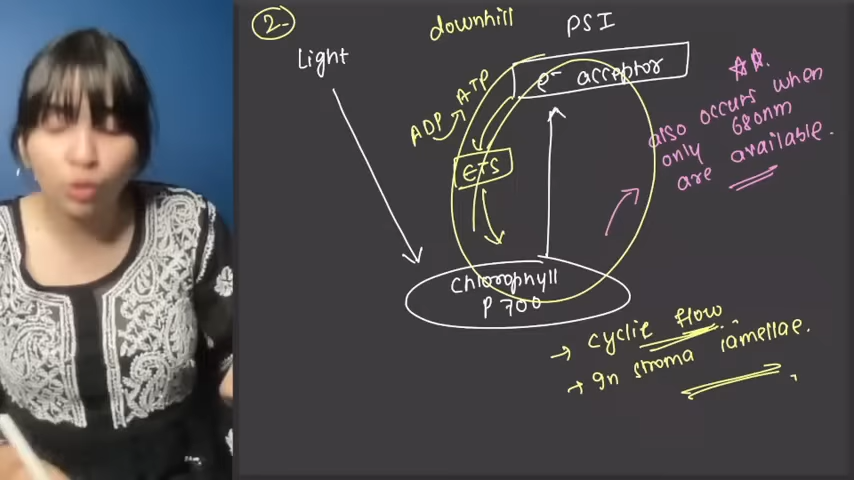 2-
downhill
PSI
Light
e- acceptor
ADP
ATP
ETS
also occurs when
only 680nm
are available.
Chlorophyll
P 700
→ cyclic flow
→ In stroma lamellae.